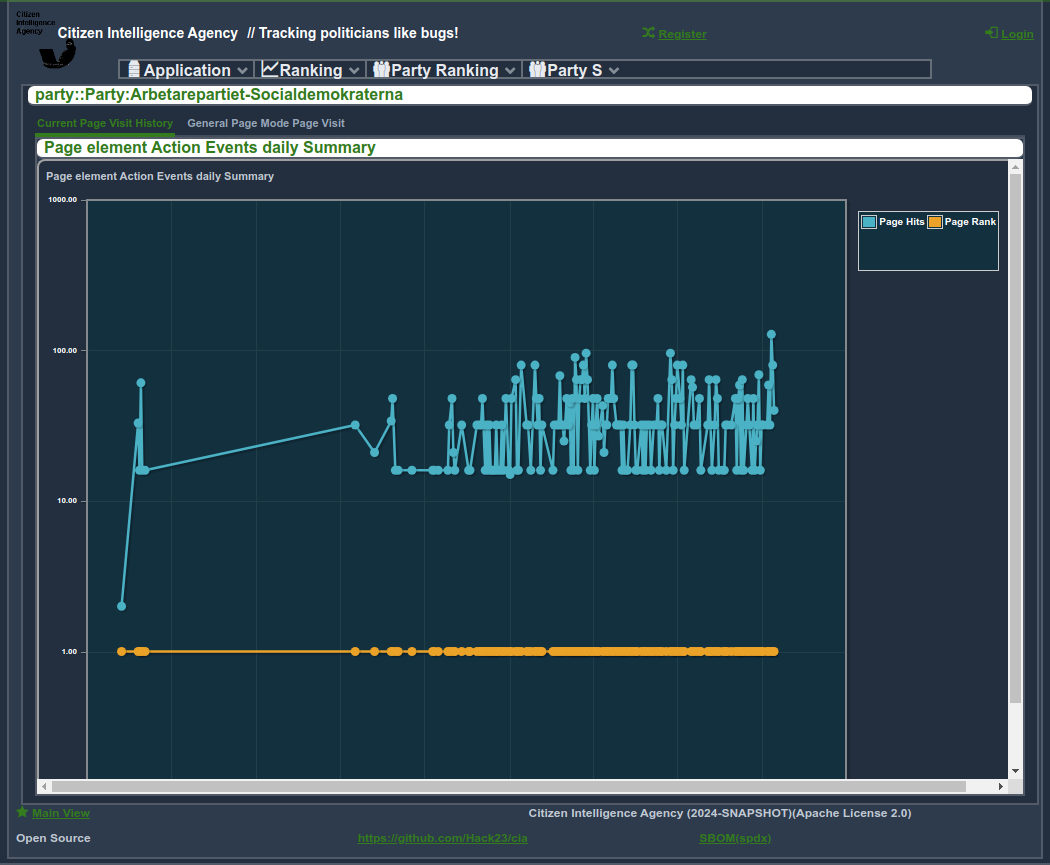 Citizen
Intelligence
Agency
Citizen Intelligence Agency // Tracking politicians like bugs!
Register
Login
Application
Ranking
Party Ranking
Party S
party::Party:Arbetarepartiet-Socialdemokraterna
Current Page Visit History
General Page Mode Page Visit
Page element Action Events daily Summary
Page element Action Events daily Summary
1000.00
100.00
10.00
1.00
Page Hits
Page Rank
Main View
Citizen Intelligence Agency (2024-SNAPSHOT)(Apache License 2.0)
Open Source
https://github.com/Hack23/cia
SBOM(spdx)